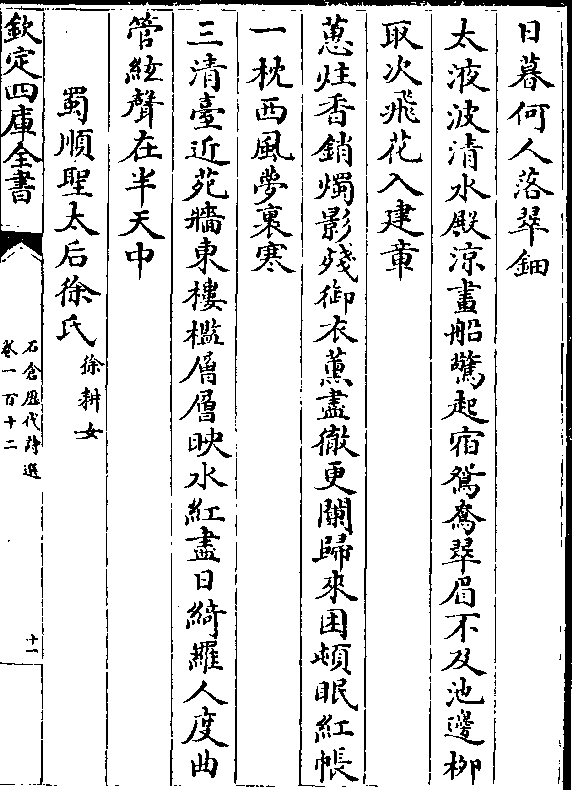 日暮何人落翠鈿
太液波清水殿涼畫船驚起宿鴛鴦翠眉不及池邊栁
取次飛花入建章
蕙炷香銷燭影殘御衣薰盡徹更闌歸來困頓眠紅帳
一枕西風夢裏寒
三清臺近苑牆東樓檻層層映水紅盡日綺羅人度曲
管絃聲在半天中
蜀順聖太后徐氏徐耕女
欽定四庫全書
石倉歷代詩選
卷一百十二
十一